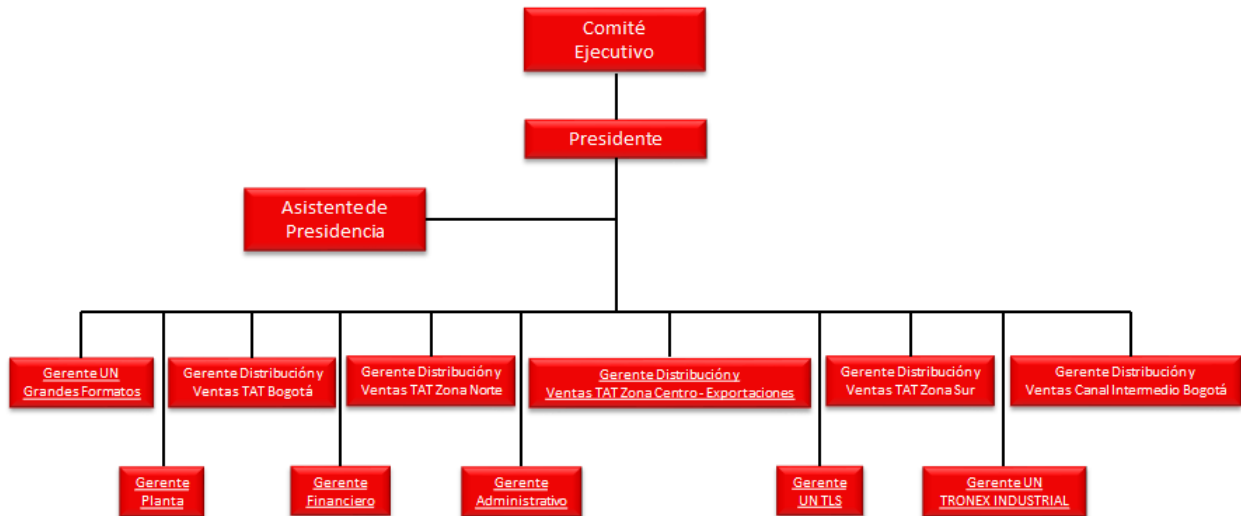 Comité
Ejecutivo
Presidente
Asistente de
Presidencia
Gerente UN
Grandes Formatos
Gerente Distribución y
Ventas TAT Bogotá
Gerente Distribución y
Ventas TAT Zona Norte
Gerente Distribución y
Ventas TAT Zona Centro - Exportaciones
Gerente Distribución y
Ventas TAT Zona Sur
Gerente Distribución y
Ventas Canal Intermedio Bogotá
Gerente
Planta
Gerente
Financiero
Gerente
Administrativo
Gerente
UN TLS
Gerente UN
TRONEX INDUSTRIAL